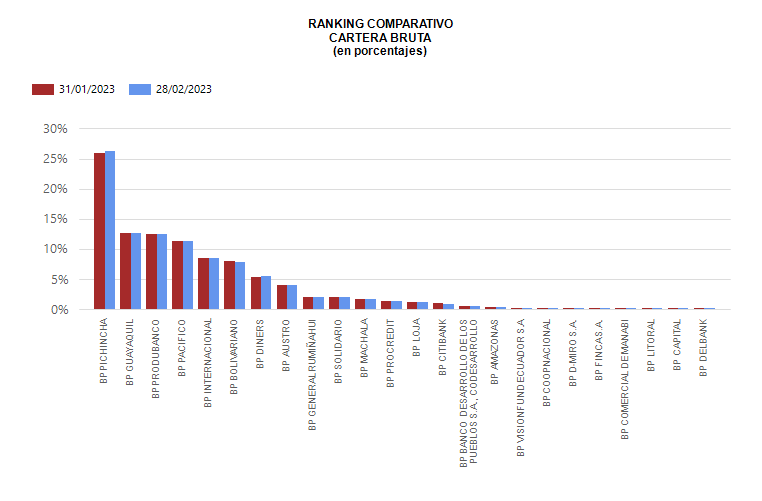 RANKING COMPARATIVO
CARTERA BRUTA
(en porcentajes)
31/01/2023
28/02/2023
30%
25%
20%
15%
10%
5%
0%
BP PICHINCHA
BP GUAYAQUIL
BP PRODUBANCO
BP PACIFICO
BP INTERNACIONAL
BP BOLIVARIANO
BP DINERS
BP AUSTRO
BP GENERAL RUMIÑAHUI
BP SOLIDARIO
BP MACHALA
BP PROCREDIT
BP LOJA
BP CITIBANK
BP BANCO DESARROLLO DE LOS
PUEBLOS S.A., CODESARROLLO
BP AMAZONAS
BP VISIONFUND ECUADOR S.A.
BP COOPNACIONAL
BP D-MIRO S.A.
BP FINCA S.A.
BP COMERCIAL DE MANABI
BP LITORAL
BP CAPITAL
BP DELBANK